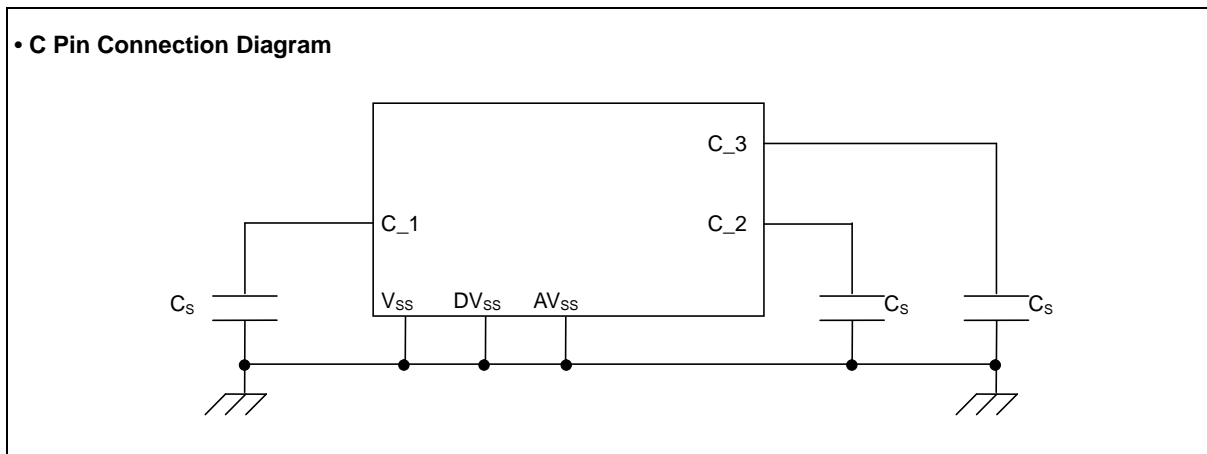 • C Pin Connection Diagram
C_3
C_1
C_2
CS
VSS
DVSS
AVSS
CS
CS